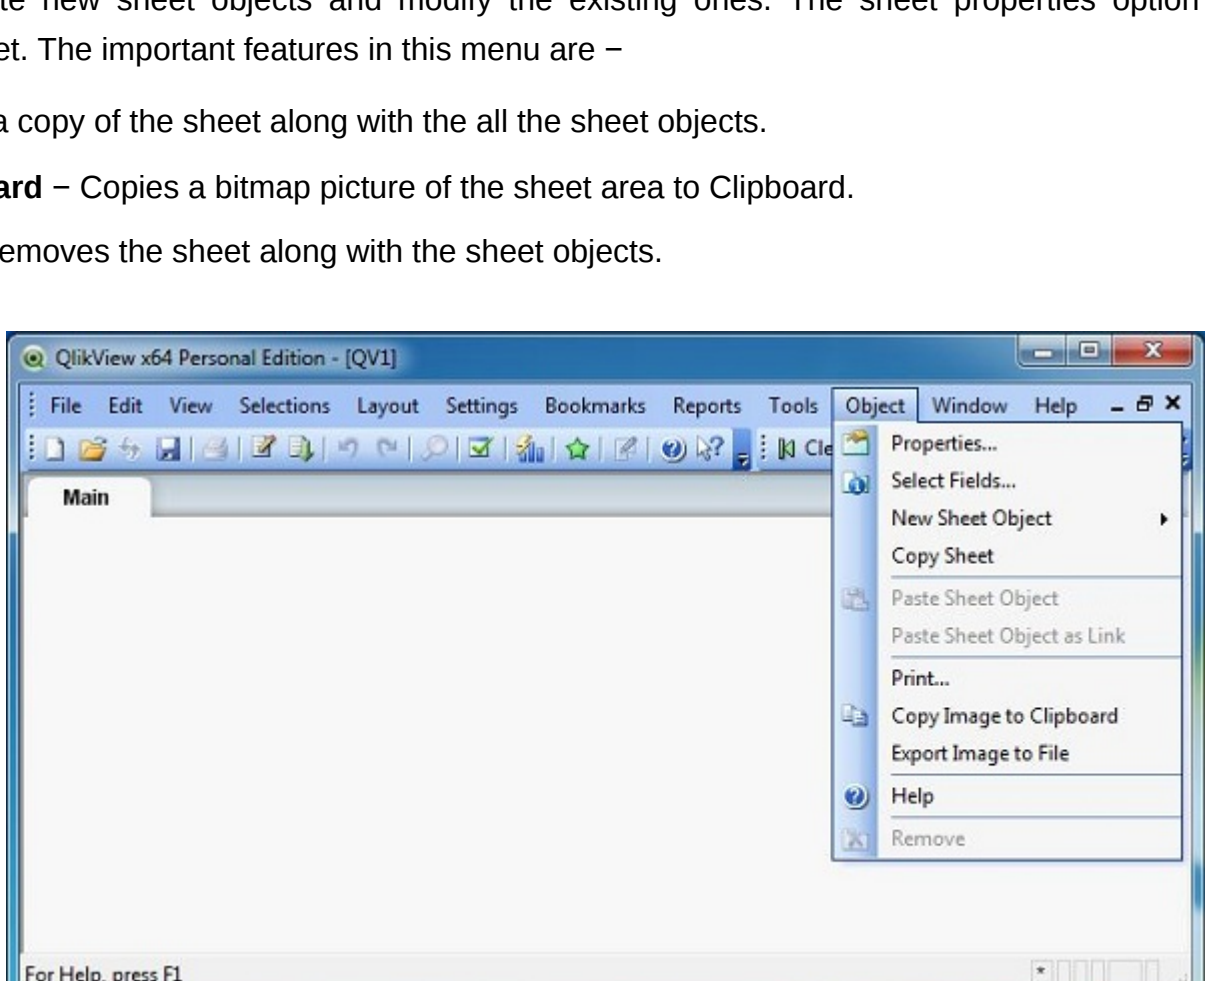 new sheet objects and modify the existing ones. The sheet properties option
The important features in this menu are −
a copy of the sheet along with the all the sheet objects.
− Copies a bitmap picture of the sheet area to Clipboard.
the sheet along with the sheet objects.
QlikView x64 Personal Edition - [QV1]
File Edit View Selections Layout Settings Bookmarks Reports Tools Object Window Help
Main
Properties...
Select Fields...
New Sheet Object
Copy Sheet
Paste Sheet Object
Paste Sheet Object as Link
Print...
Copy Image to Clipboard
Export Image to File
Help
Remove
For Help, press F1